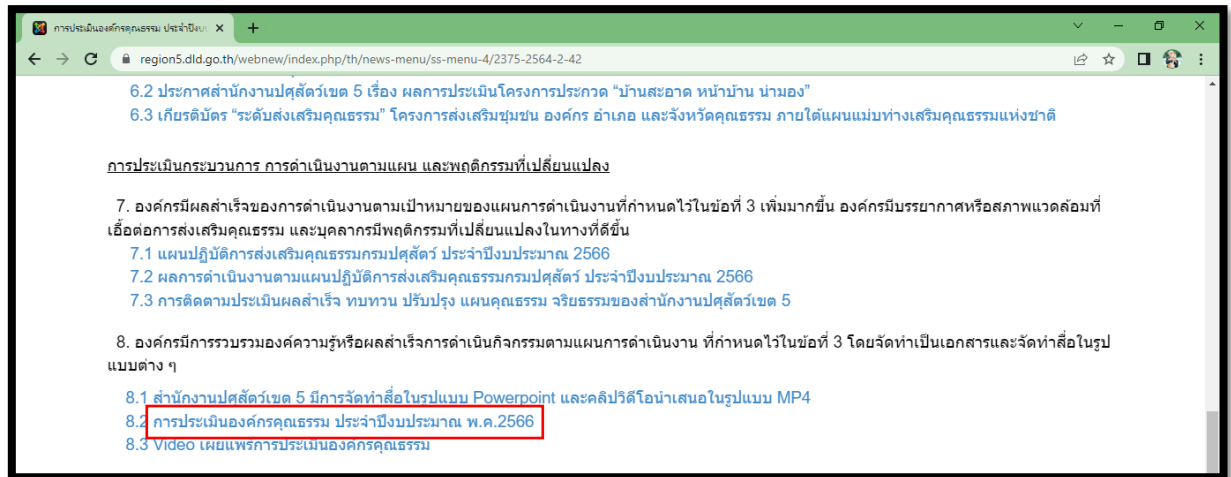 การประเมินองค์กรคุณธรรม ประจำปีงบ
region5.dld.go.th/webnew/index.php/th/news-menu/ss-menu-4/2375-2564-2-42
6.2 ประกาศสำนักงานปศุสัตว์เขต 5 เรื่อง ผลการประเมินโครงการประกวด “บ้านสะอาด หน้าบ้าน น่ามอง”
6.3 เกียรติบัตร “ระดับส่งเสริมคุณธรรม” โครงการส่งเสริมชุมชน องค์กร อำเภอ และจังหวัดคุณธรรม ภายใต้แผนแม่บทางเสริมคุณธรรมแห่งชาติ
การประเมินกระบวนการ การดำเนินงานตามแผน และพฤติกรรมที่เปลี่ยนแปลง
7. องค์กรมีผลสำเร็จของการดำเนินงานตามเป้าหมายของแผนการดำเนินงานที่กำหนดไว้ในข้อที่ 3 เพิ่มมากขึ้น องค์กรมีบรรยากาศหรือสภาพแวดล้อมที่
เอื้อต่อการส่งเสริมคุณธรรม และบุคลากรมีพฤติกรรมที่เปลี่ยนแปลงในทางที่ดีขึ้น
7.1 แผนปฏิบัติการส่งเสริมคุณธรรมกรมปศุสัตว์ ประจำปีงบประมาณ 2566
7.2 ผลการดำเนินงานตามแผนปฏิบัติการส่งเสริมคุณธรรมกรมปศุสัตว์ ประจำปีงบประมาณ 2566
7.3 การติดตามประเมินผลสำเร็จ ทบทวน ปรับปรุง แผนคุณธรรม จริยธรรมของสำนักงานปศุสัตว์เขต 5
8. องค์กรมีการรวบรวมองค์ความรู้หรือผลสำเร็จการดำเนินกิจกรรมตามแผนการดำเนินงาน ที่กำหนดไว้ในข้อที่ 3 โดยจัดทำเป็นเอกสารและจัดทำสื่อในรูป
แบบต่าง ๆ
8.1 สำนักงานปศุสัตว์เขต 5 มีการจัดทำสื่อในรูปแบบ Powerpoint และคลิปวิดีโอนำเสนอในรูปแบบ MP4
8.2 การประเมินองค์กรคุณธรรม ประจำปีงบประมาณ พ.ค.2566
8.3 Video เผยแพร่การประเมินองค์กรคุณธรรม